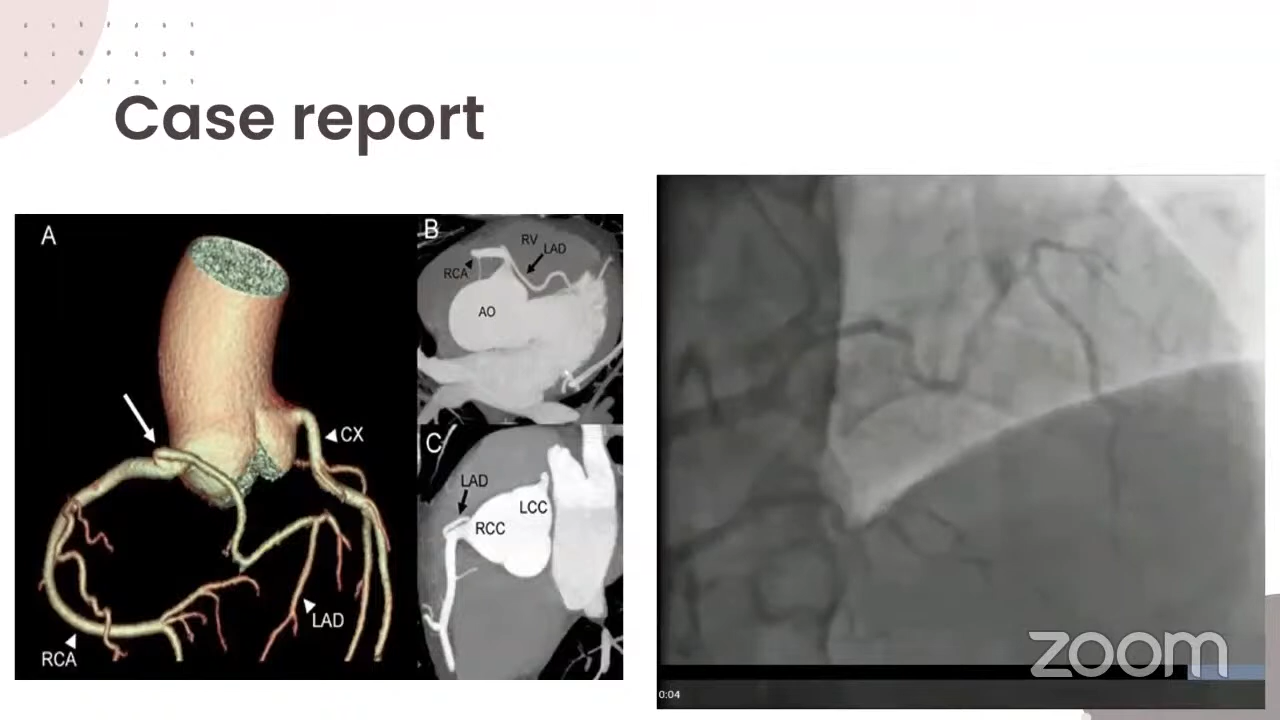 Case report
A
CX
LAD
RCA
B
RV
LAD
RCA
AO
C
LAD
LCC
RCC
0:04
zoom